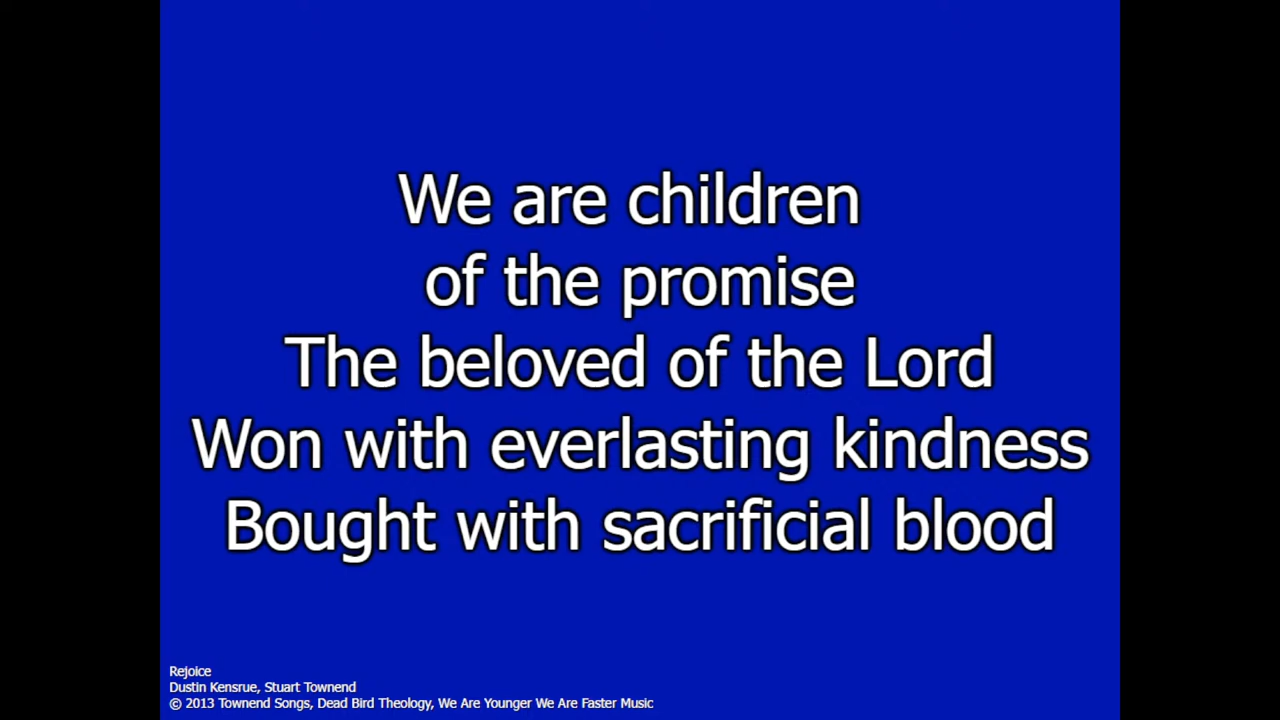 We are children
of the promise
The beloved of the Lord
Won with everlasting kindness
Bought with sacrificial blood
Rejoice
Dustin Kensrue, Stuart Townend
© 2013 Townend Songs, Dead Bird Theology, We Are Younger We Are Faster Music